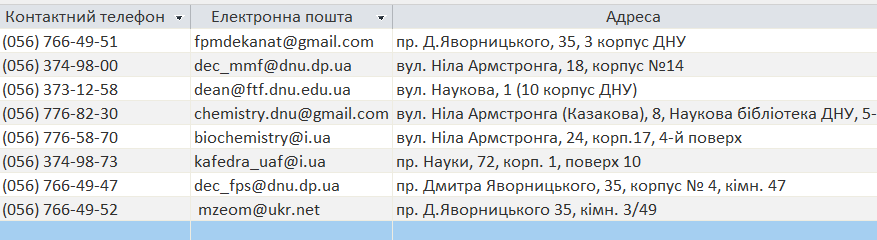 Контактний телефон Електронна пошта Адреса
(056) 766-49-51 fpmdekanat@gmail.com пр. Д.Яворницького, 35, 3 корпус ДНУ
(056) 374-98-00 dec_mmf@dnu.dp.ua вул. Ніла Армстронга, 18, корпус №14
(056) 373-12-58 dean@ftf.dnu.edu.ua вул. Наукова, 1 (10 корпус ДНУ)
(056) 776-82-30 chemistry.dnu@gmail.com вул. Ніла Армстронга (Казакова), 8, Наукова бібліотека ДНУ, 5-
(056) 776-58-70 biochemistry@i.ua вул. Ніла Армстронга, 24, корп.17, 4-й поверх
(056) 374-98-73 kafedra_uaf@i.ua пр. Науки, 72, корп. 1, поверх 10
(056) 766-49-47 dec_fps@dnu.dp.ua пр. Дмитра Яворницького, 35, корпус № 4, кімн. 47
(056) 766-49-52 mzeom@ukr.net пр. Д.Яворницького 35, кімн. 3/49